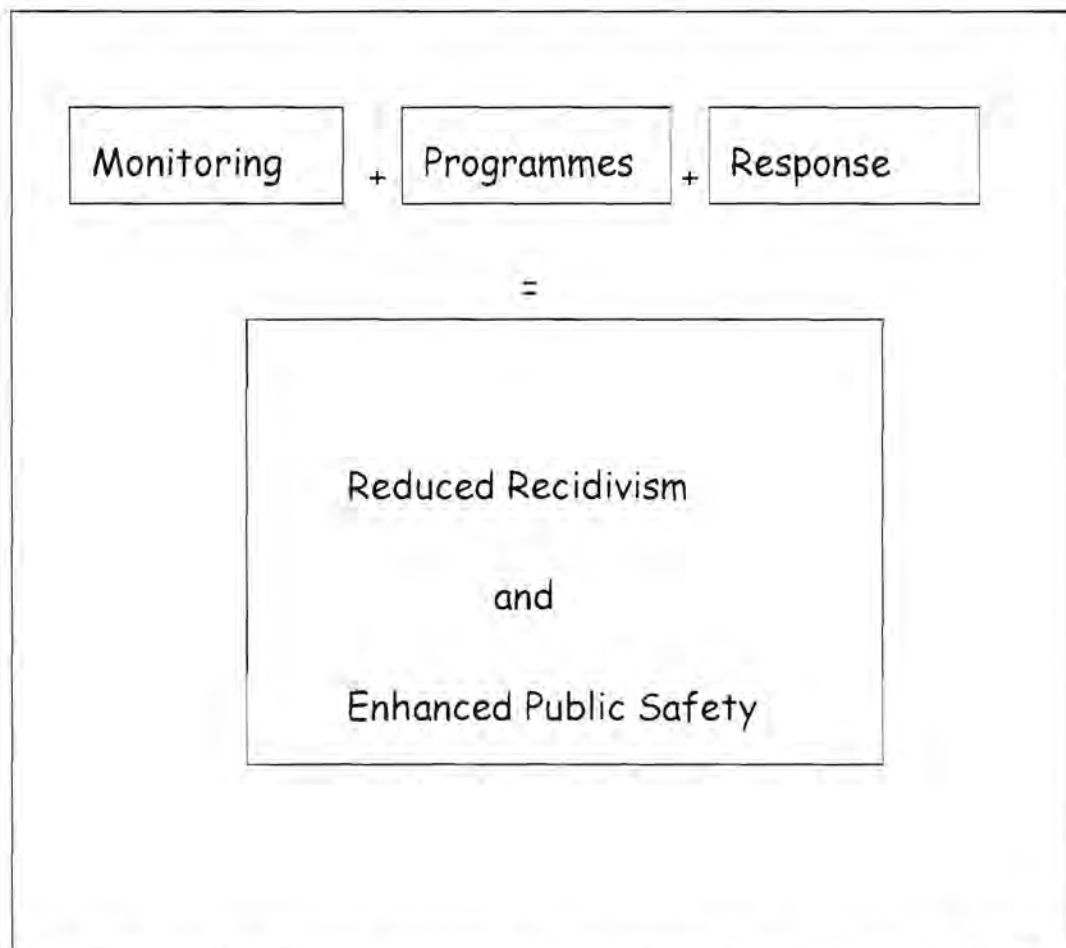 Monitoring + Programmes + Response
=
Reduced Recidivism
and
Enhanced Public Safety